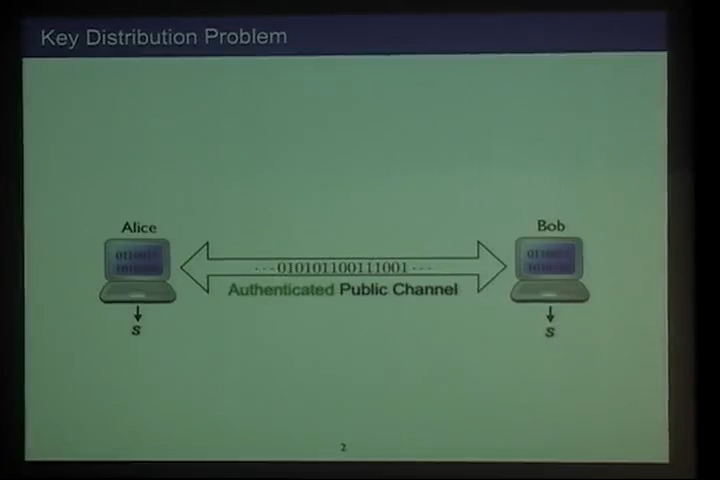 Key Distribution Problem
Alice
Bob
···010101100111001···
Authenticated Public Channel
S
S
2